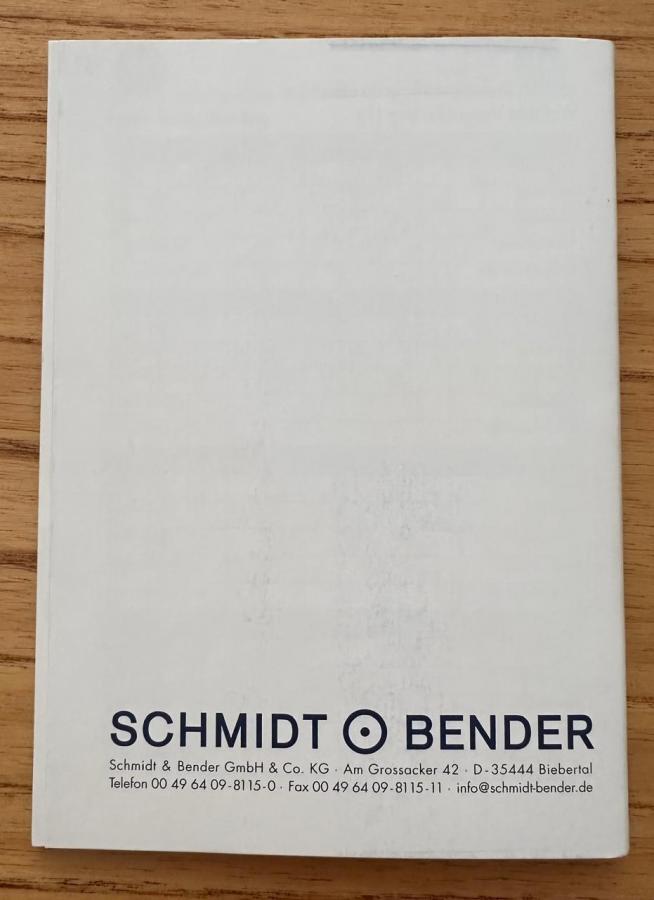 SCHMIDT BENDER
Schmidt & Bender GmbH & Co. KG · Am Grossacker 42 · D-35444 Biebertal
Telefon 00 49 64 09-8115-0 · Fax 00 49 64 09-8115-11 · info@schmidt-bender.de